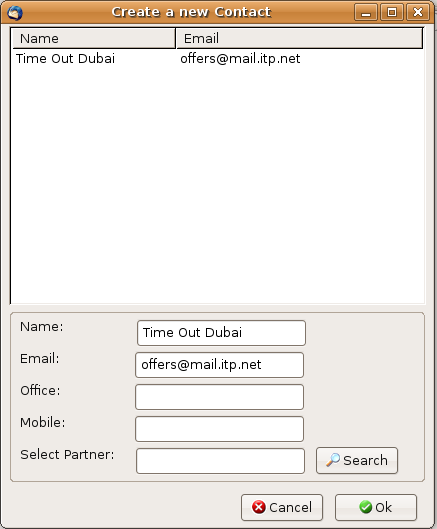 Create a new Contact
Name Email
Time Out Dubai offers@mail.itp.net
Name: Time Out Dubai
Email: offers@mail.itp.net
Office:
Mobile:
Select Partner: Search
Cancel Ok